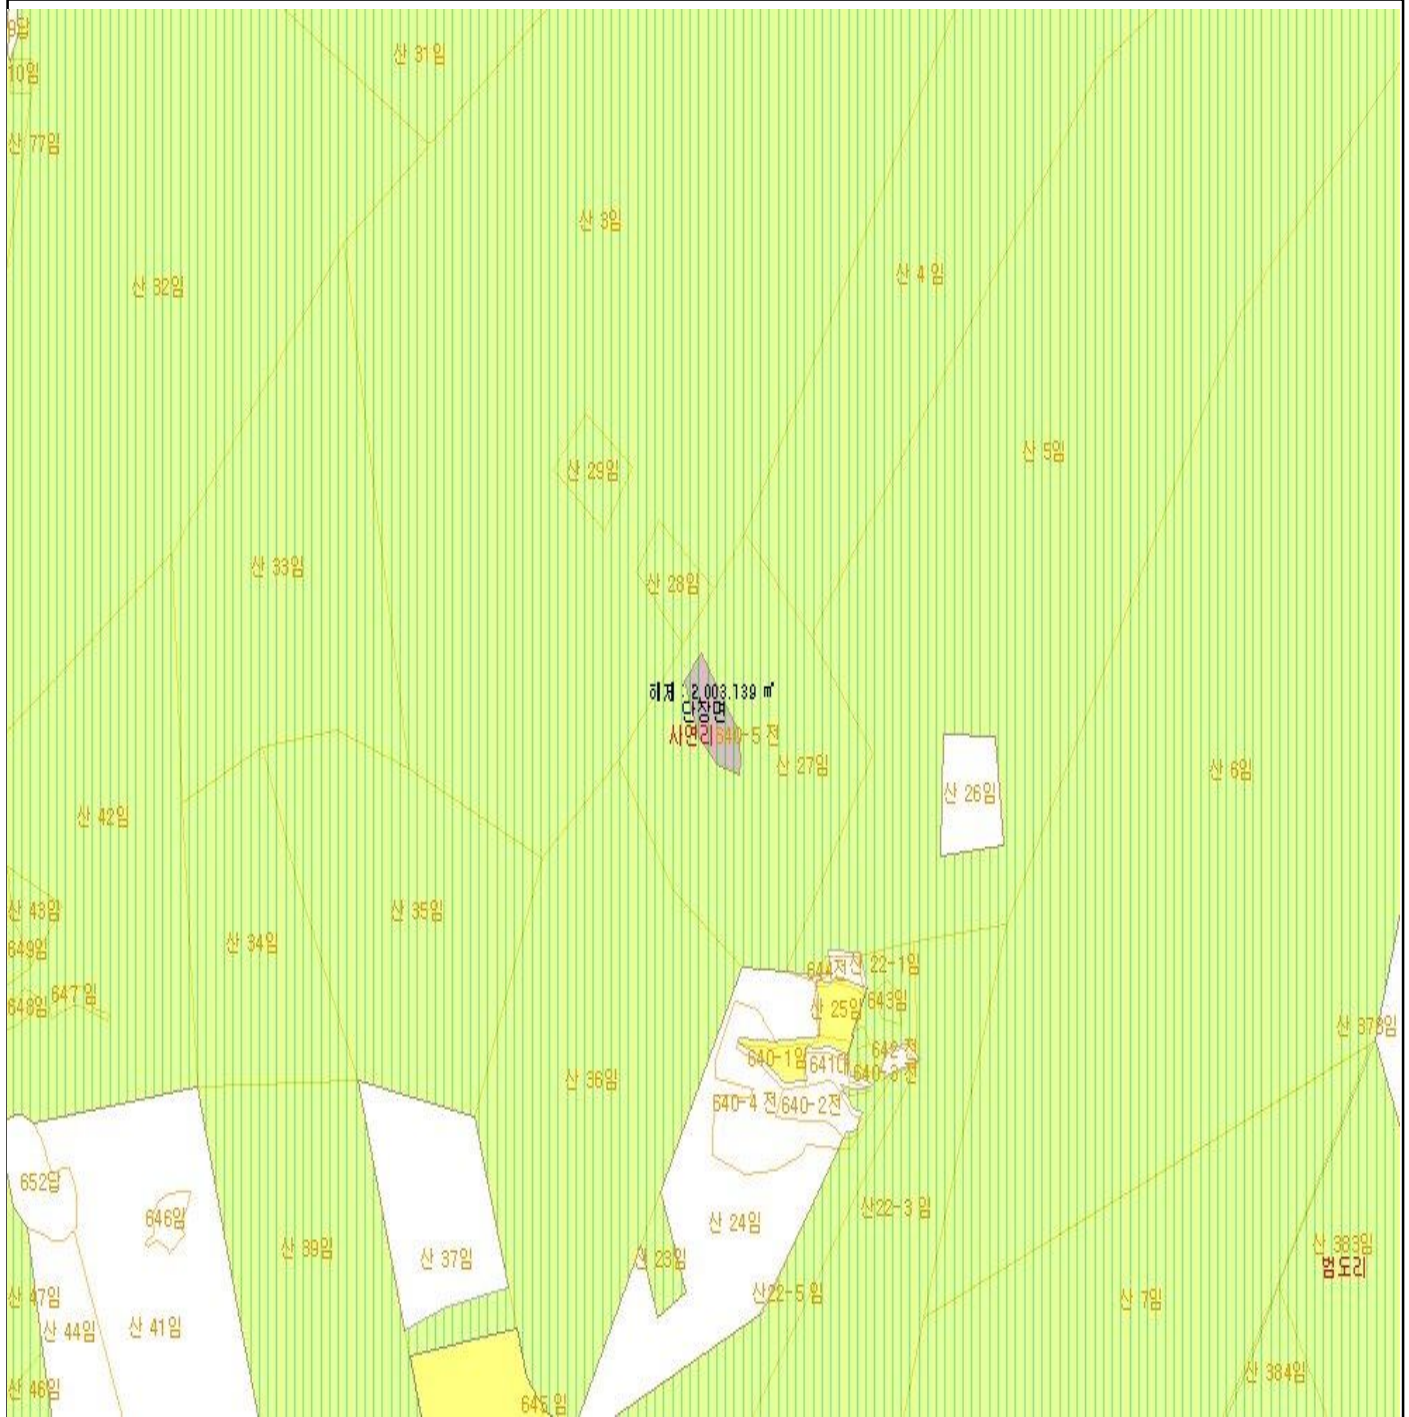 9답
산 31임
10임
산 77임
산 3임
산 4임
산 32임
산 5임
산 29임
산 33임
산 28임
해제 : 2,003.139 ㎡
단장면
사연리 640-5 전
산 27임
산 6임
산 26임
산 42임
산 43임
산 35임
산 34임
649임
644전
산 22-1임
647임
648임
산 25임
643임
산 378임
642 전
640-1임
641대
640-3 전
산 36임
640-4 전
640-2전
652답
646임
산 24임
산22-3 임
산 39임
산 37임
산 23임
산 383임
범도리
산22-5 임
산 47임
산 7임
산 44임
산 41임
산 384임
산 46임
645 임